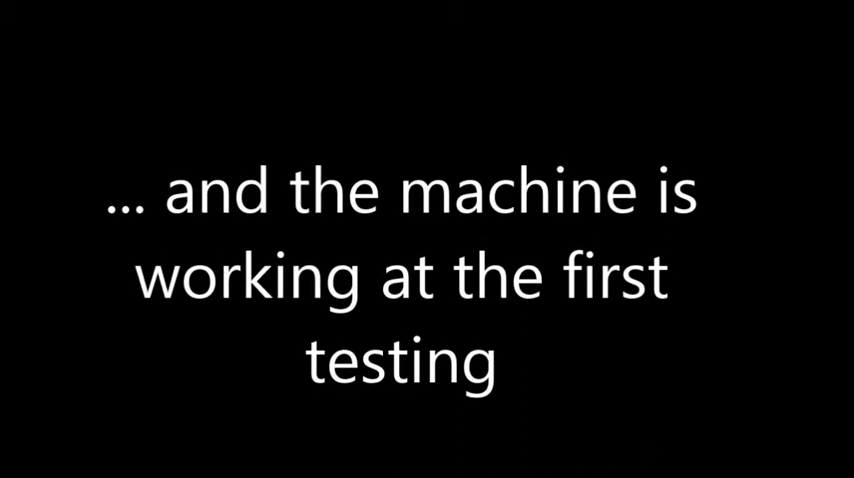 ... and the machine is
working at the first
testing